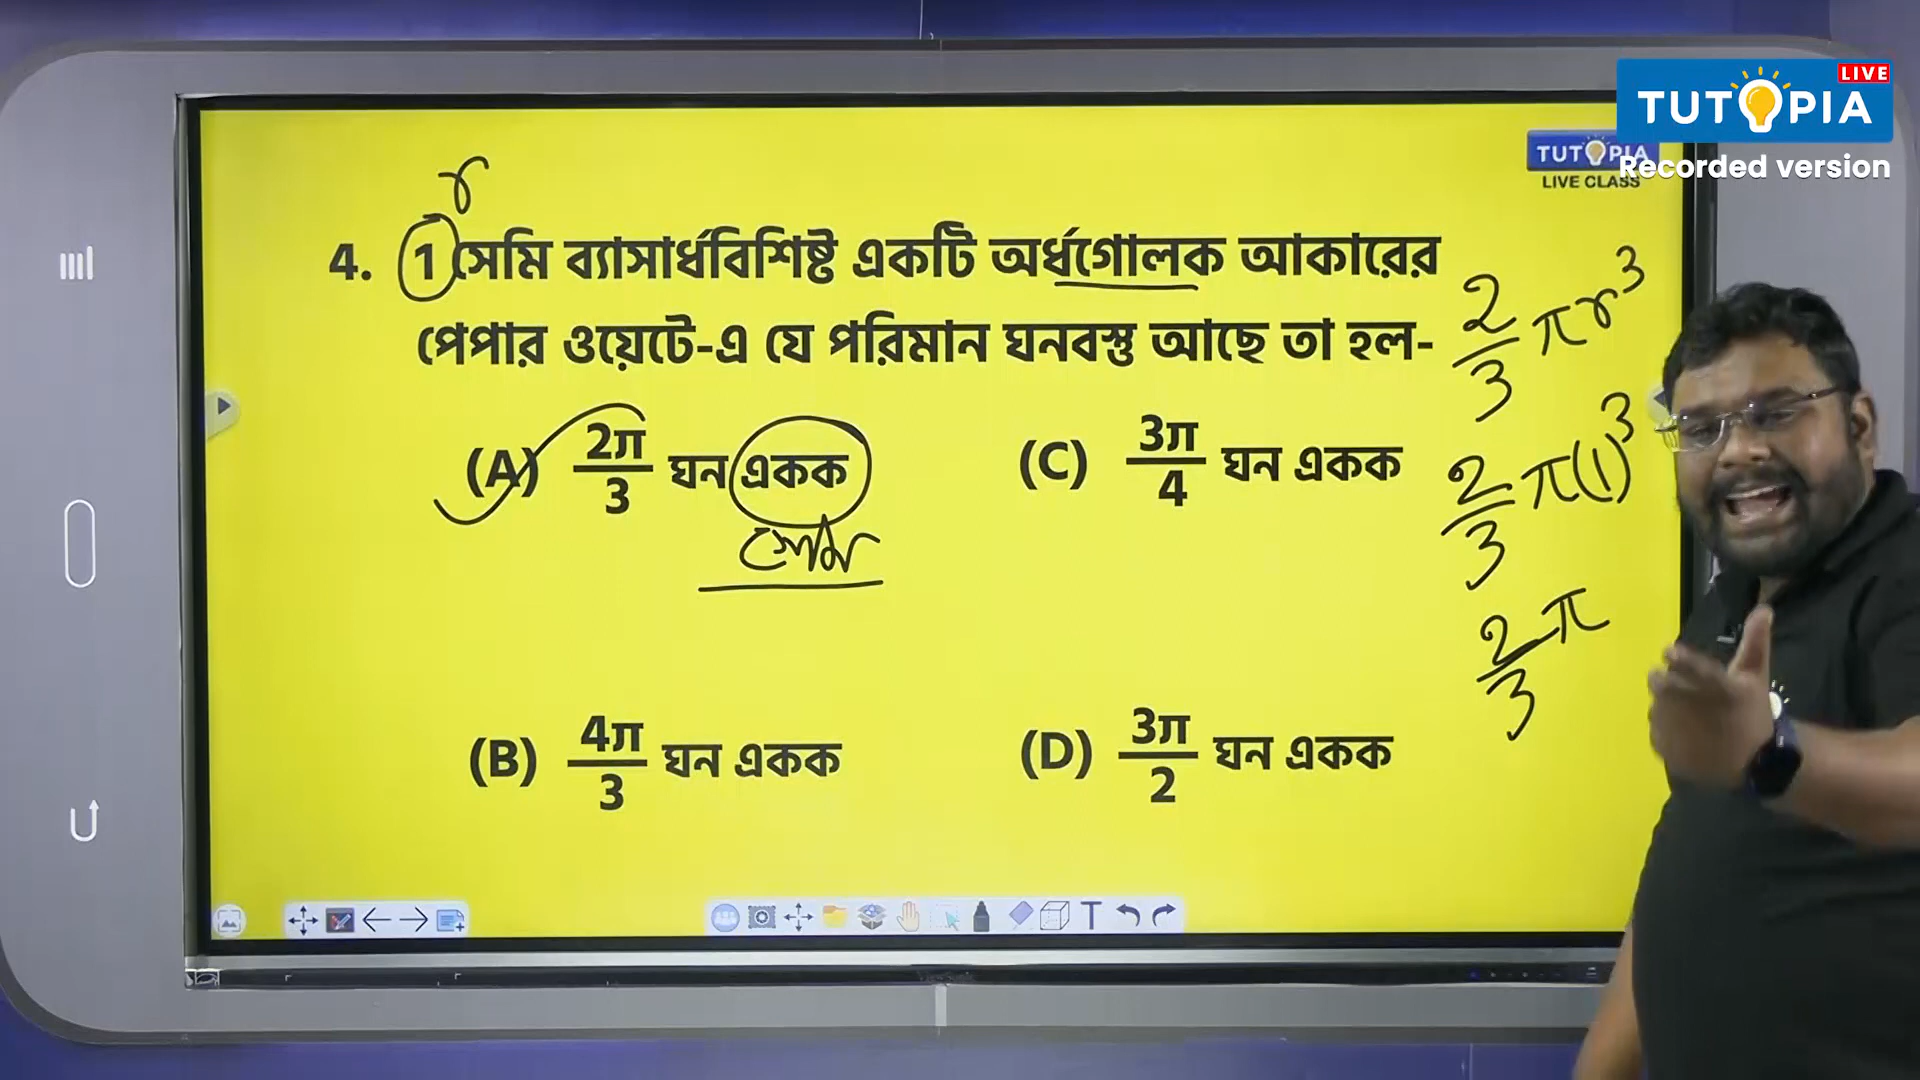 LIVE
TUTOPIA
Recorded version
TUTOPIA
LIVE CLASS
r
4. 1 সেমি ব্যাসার্ধবিশিষ্ট একটি অর্ধগোলক আকারের
পেপার ওয়েটে-এ যে পরিমান ঘনবস্তু আছে তা হল-
(A) 2π/3 ঘন একক
সেমি
(C) 3π/4 ঘন একক
(B) 4π/3 ঘন একক
(D) 3π/2 ঘন একক
2/3 πr³
2/3 π(1)³
2/3 π